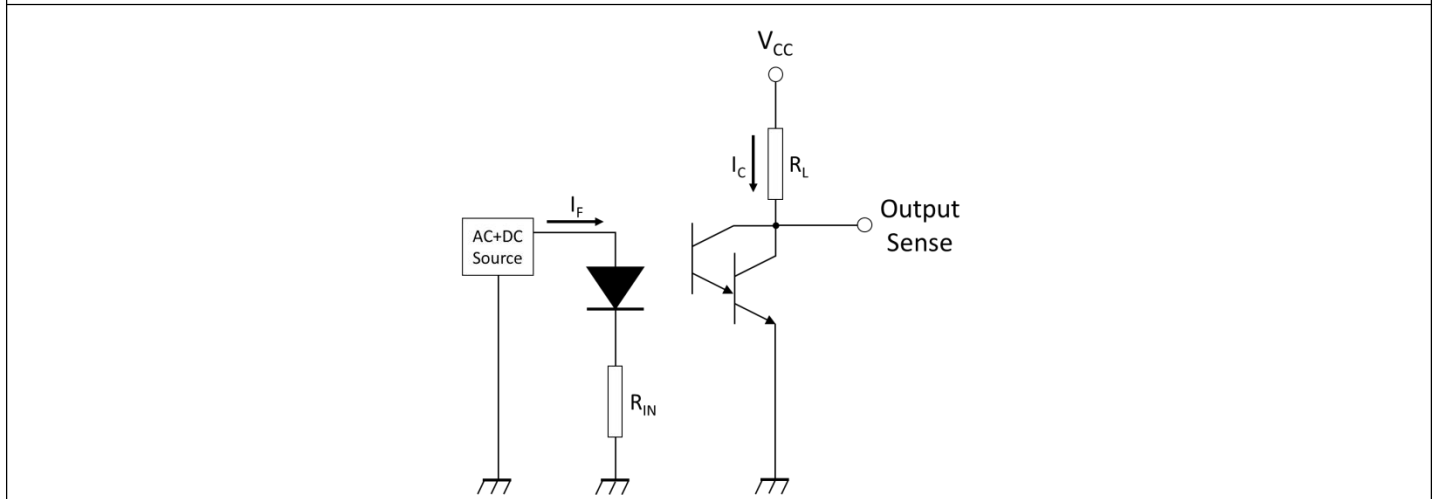 V_CC
I_C
R_L
Output
Sense
I_F
AC+DC
Source
R_IN